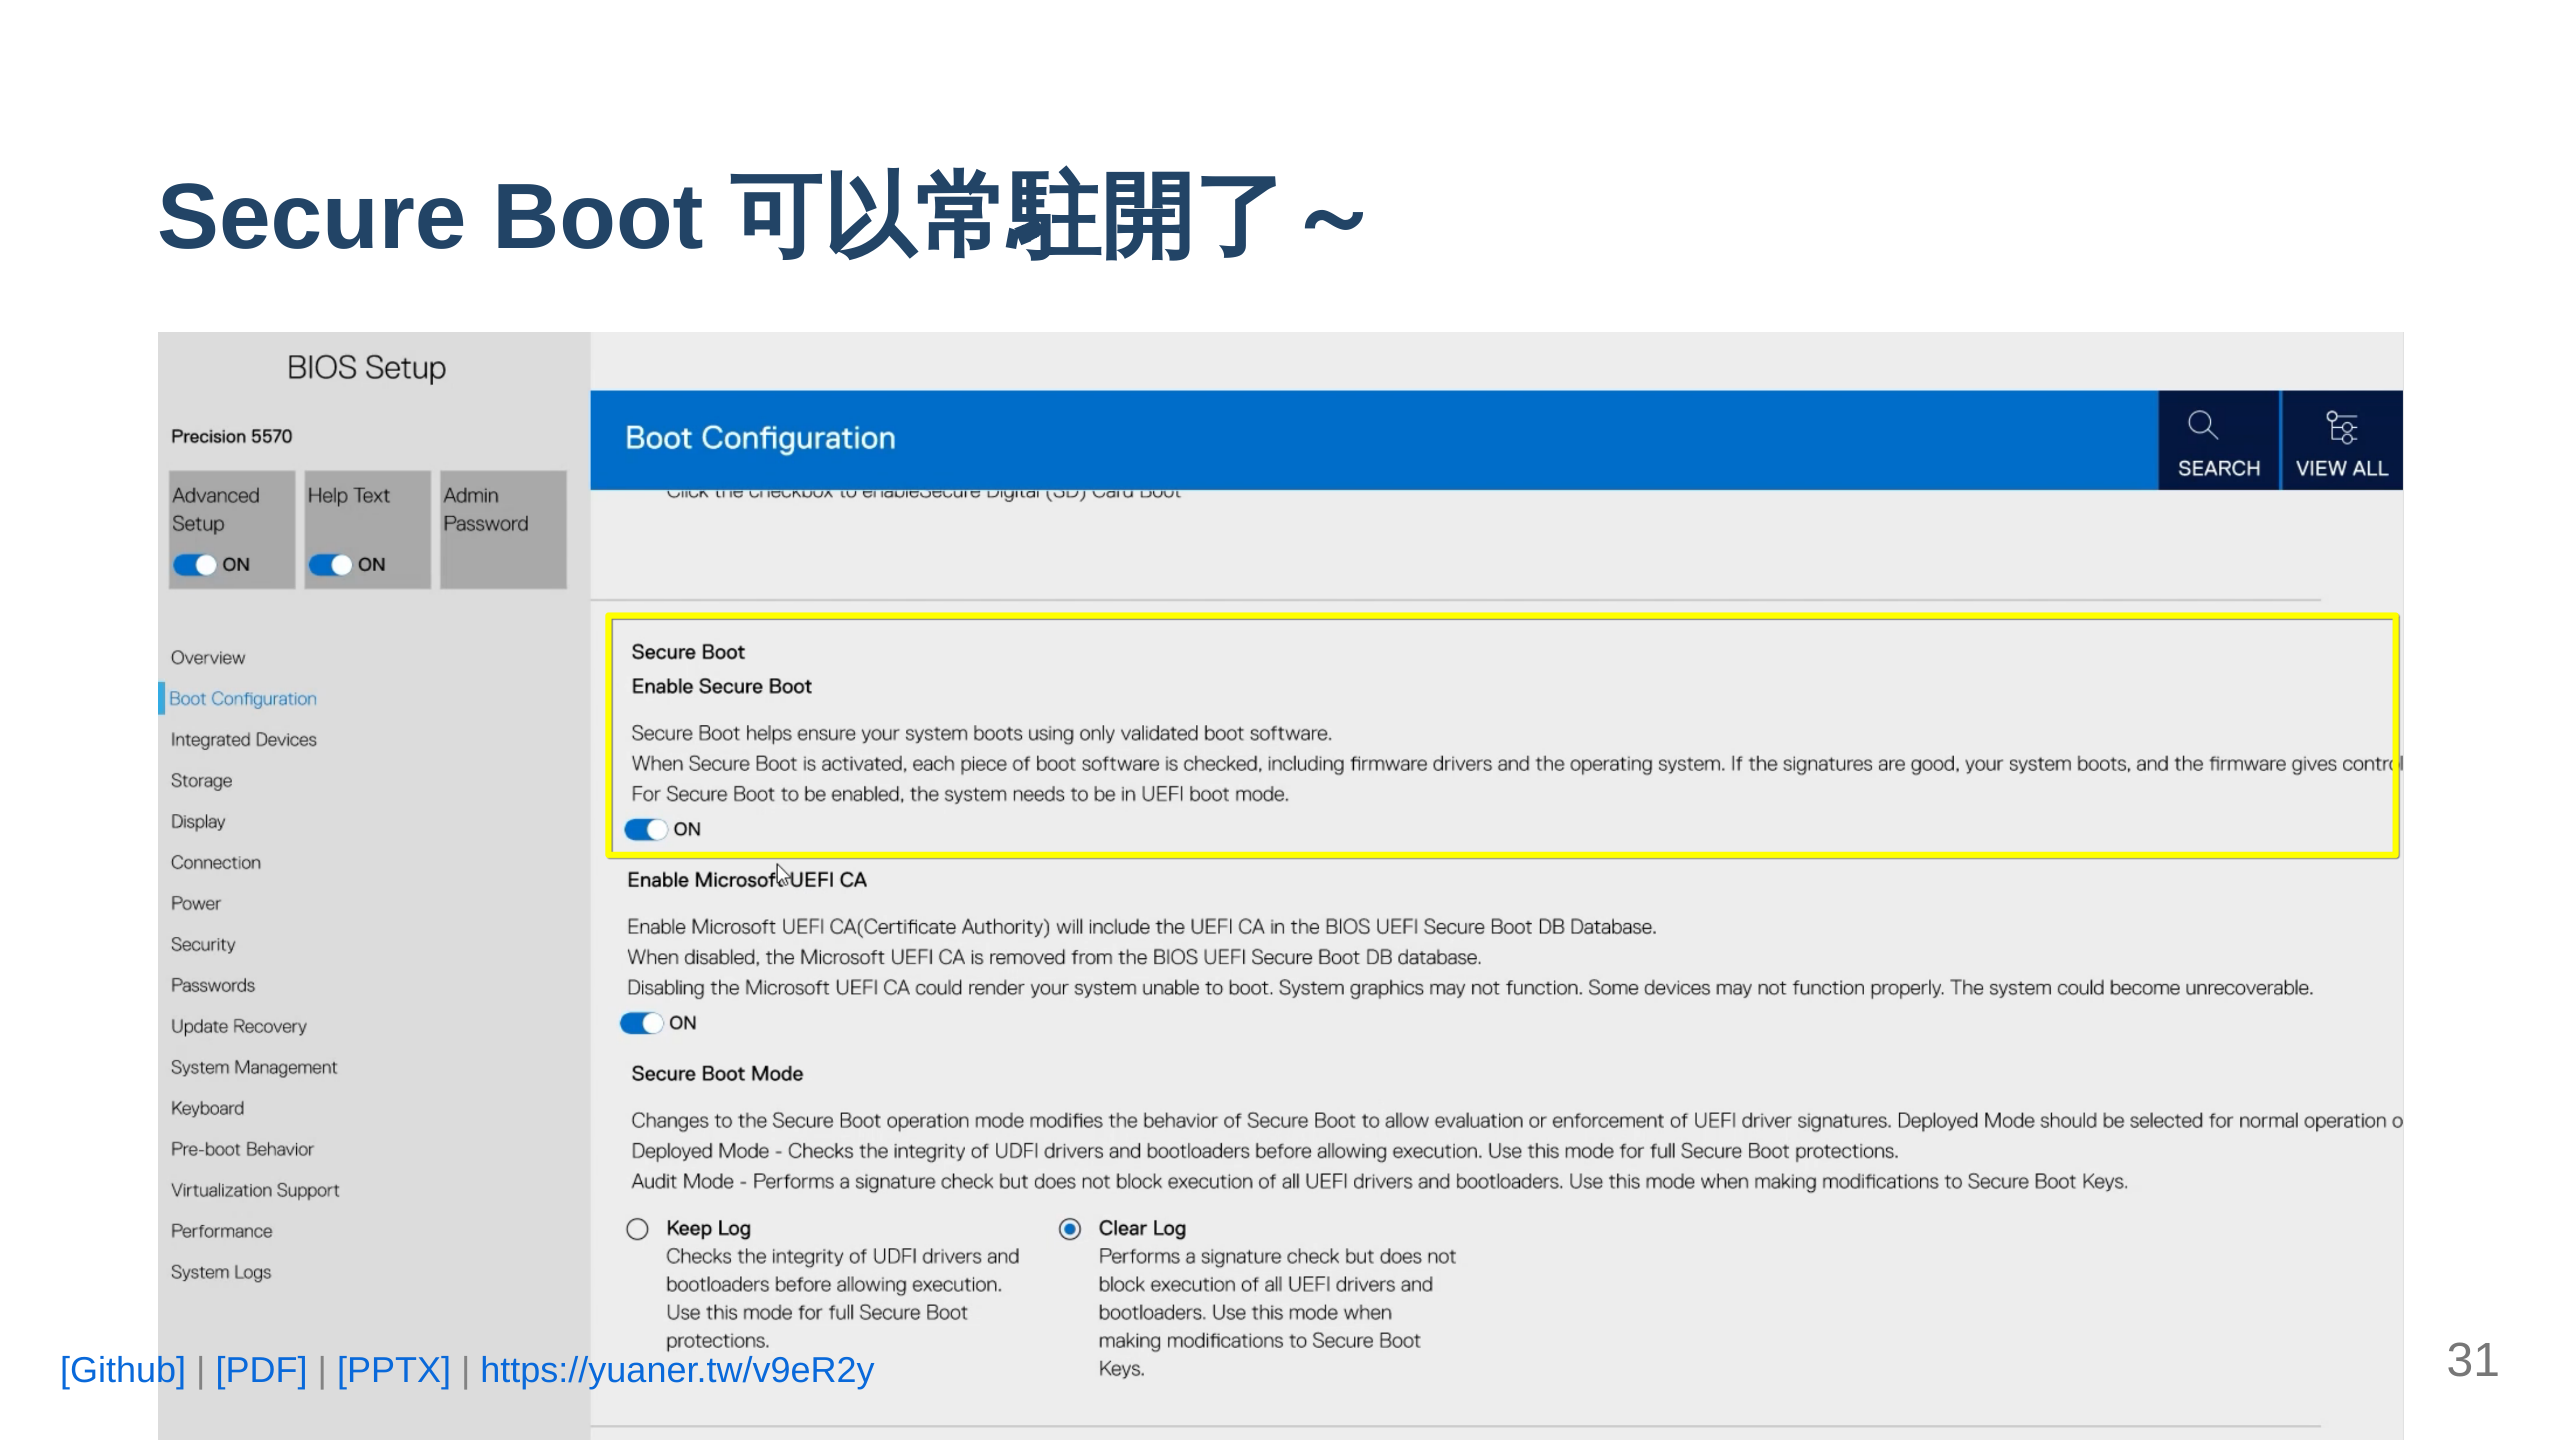 Secure Boot 可以常駐開了～
BIOS Setup
Precision 5570
Advanced Setup
ON
Help Text
ON
Admin Password
Overview
Boot Configuration
Integrated Devices
Storage
Display
Connection
Power
Security
Passwords
Update Recovery
System Management
Keyboard
Pre-boot Behavior
Virtualization Support
Performance
System Logs
Boot Configuration
SEARCH
VIEW ALL
Click the checkbox to enableSecure Digital (SD) Card Boot
Secure Boot
Enable Secure Boot
Secure Boot helps ensure your system boots using only validated boot software.
When Secure Boot is activated, each piece of boot software is checked, including firmware drivers and the operating system. If the signatures are good, your system boots, and the firmware gives control
For Secure Boot to be enabled, the system needs to be in UEFI boot mode.
ON
Enable Microsoft UEFI CA
Enable Microsoft UEFI CA(Certificate Authority) will include the UEFI CA in the BIOS UEFI Secure Boot DB Database.
When disabled, the Microsoft UEFI CA is removed from the BIOS UEFI Secure Boot DB database.
Disabling the Microsoft UEFI CA could render your system unable to boot. System graphics may not function. Some devices may not function properly. The system could become unrecoverable.
ON
Secure Boot Mode
Changes to the Secure Boot operation mode modifies the behavior of Secure Boot to allow evaluation or enforcement of UEFI driver signatures. Deployed Mode should be selected for normal operation o
Deployed Mode - Checks the integrity of UDFI drivers and bootloaders before allowing execution. Use this mode for full Secure Boot protections.
Audit Mode - Performs a signature check but does not block execution of all UEFI drivers and bootloaders. Use this mode when making modifications to Secure Boot Keys.
Keep Log
Checks the integrity of UDFI drivers and
bootloaders before allowing execution.
Use this mode for full Secure Boot
protections.
Clear Log
Performs a signature check but does not
block execution of all UEFI drivers and
bootloaders. Use this mode when
making modifications to Secure Boot
Keys.
[Github] | [PDF] | [PPTX] | https://yuaner.tw/v9eR2y
31